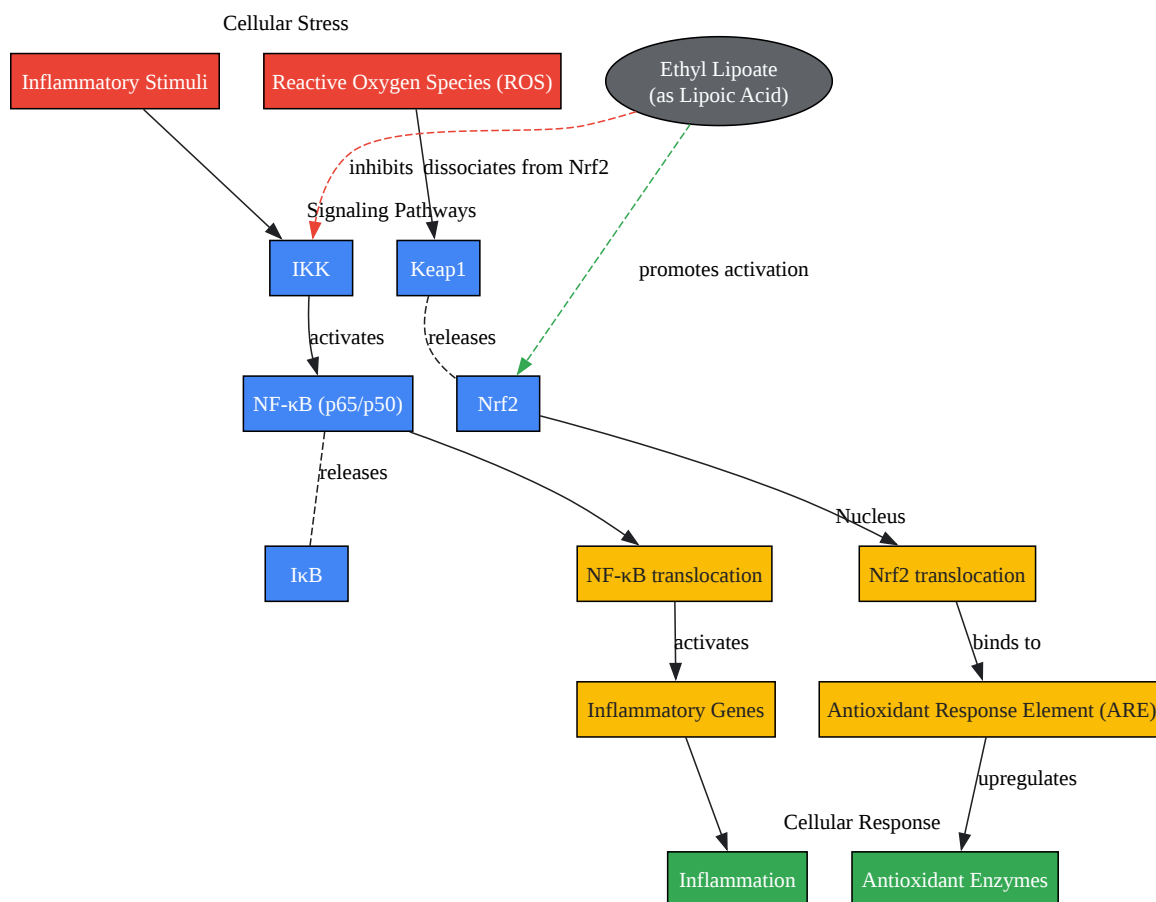 Cellular Stress
Inflammatory Stimuli
Reactive Oxygen Species (ROS)
Ethyl Lipoate
(as Lipoic Acid)
inhibits
dissociates from Nrf2
Signaling Pathways
IKK
Keap1
promotes activation
activates
releases
NF-κB (p65/p50)
Nrf2
releases
Nucleus
IκB
NF-κB translocation
Nrf2 translocation
activates
binds to
Inflammatory Genes
Antioxidant Response Element (ARE)
upregulates
Cellular Response
Inflammation
Antioxidant Enzymes